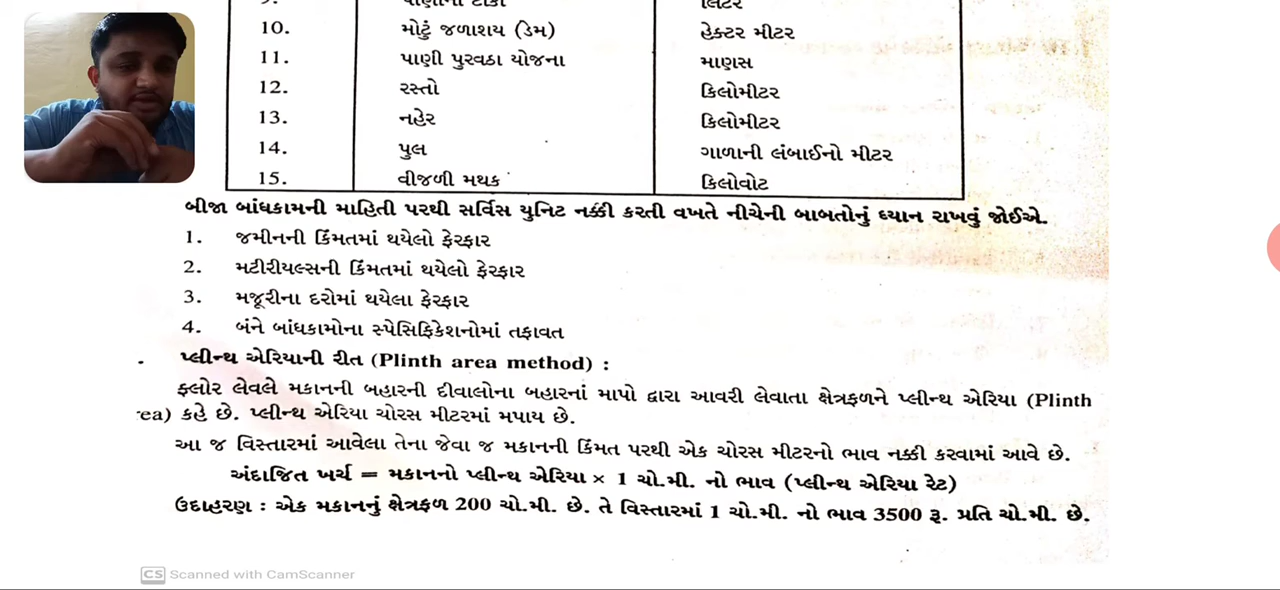 9. પાણીની ટાંકી લિટર
10. મોટું જળાશય (ડેમ) હેક્ટર મીટર
11. પાણી પુરવઠા યોજના માણસ
12. રસ્તો કિલોમીટર
13. નહેર કિલોમીટર
14. પુલ ગાળાની લંબાઈનો મીટર
15. વીજળી મથક કિલોવોટ
બીજા બાંધકામની માહિતી પરથી સર્વિસ યુનિટ નક્કી કરતી વખતે નીચેની બાબતોનું ધ્યાન રાખવું જોઈએ.
1. જમીનની કિંમતમાં થયેલો ફેરફાર
2. મટીરીયલ્સની કિંમતમાં થયેલો ફેરફાર
3. મજૂરીના દરોમાં થયેલા ફેરફાર
4. બંને બાંધકામોના સ્પેસિફિકેશનોમાં તફાવત
પ્લીન્થ એરિયાની રીત (Plinth area method) :
ફ્લોર લેવલે મકાનની બહારની દીવાલોના બહારનાં માપો દ્વારા આવરી લેવાતા ક્ષેત્રફળને પ્લીન્થ એરિયા (Plinth
ea) કહે છે. પ્લીન્થ એરિયા ચોરસ મીટરમાં મપાય છે.
આ જ વિસ્તારમાં આવેલા તેના જેવા જ મકાનની કિંમત પરથી એક ચોરસ મીટરનો ભાવ નક્કી કરવામાં આવે છે.
અંદાજિત ખર્ચ = મકાનનો પ્લીન્થ એરિયા × 1 ચો.મી. નો ભાવ (પ્લીન્થ એરિયા રેટ)
ઉદાહરણ : એક મકાનનું ક્ષેત્રફળ 200 ચો.મી. છે. તે વિસ્તારમાં 1 ચો.મી. નો ભાવ 3500 રૂ. પ્રતિ ચો.મી. છે.
CS Scanned with CamScanner